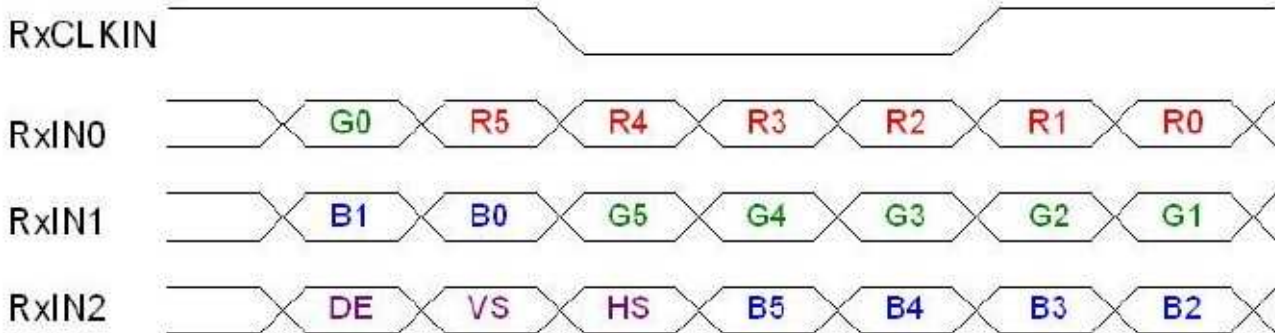 RxCLKIN
RxIN0 G0 R5 R4 R3 R2 R1 R0
RxIN1 B1 B0 G5 G4 G3 G2 G1
RxIN2 DE VS HS B5 B4 B3 B2